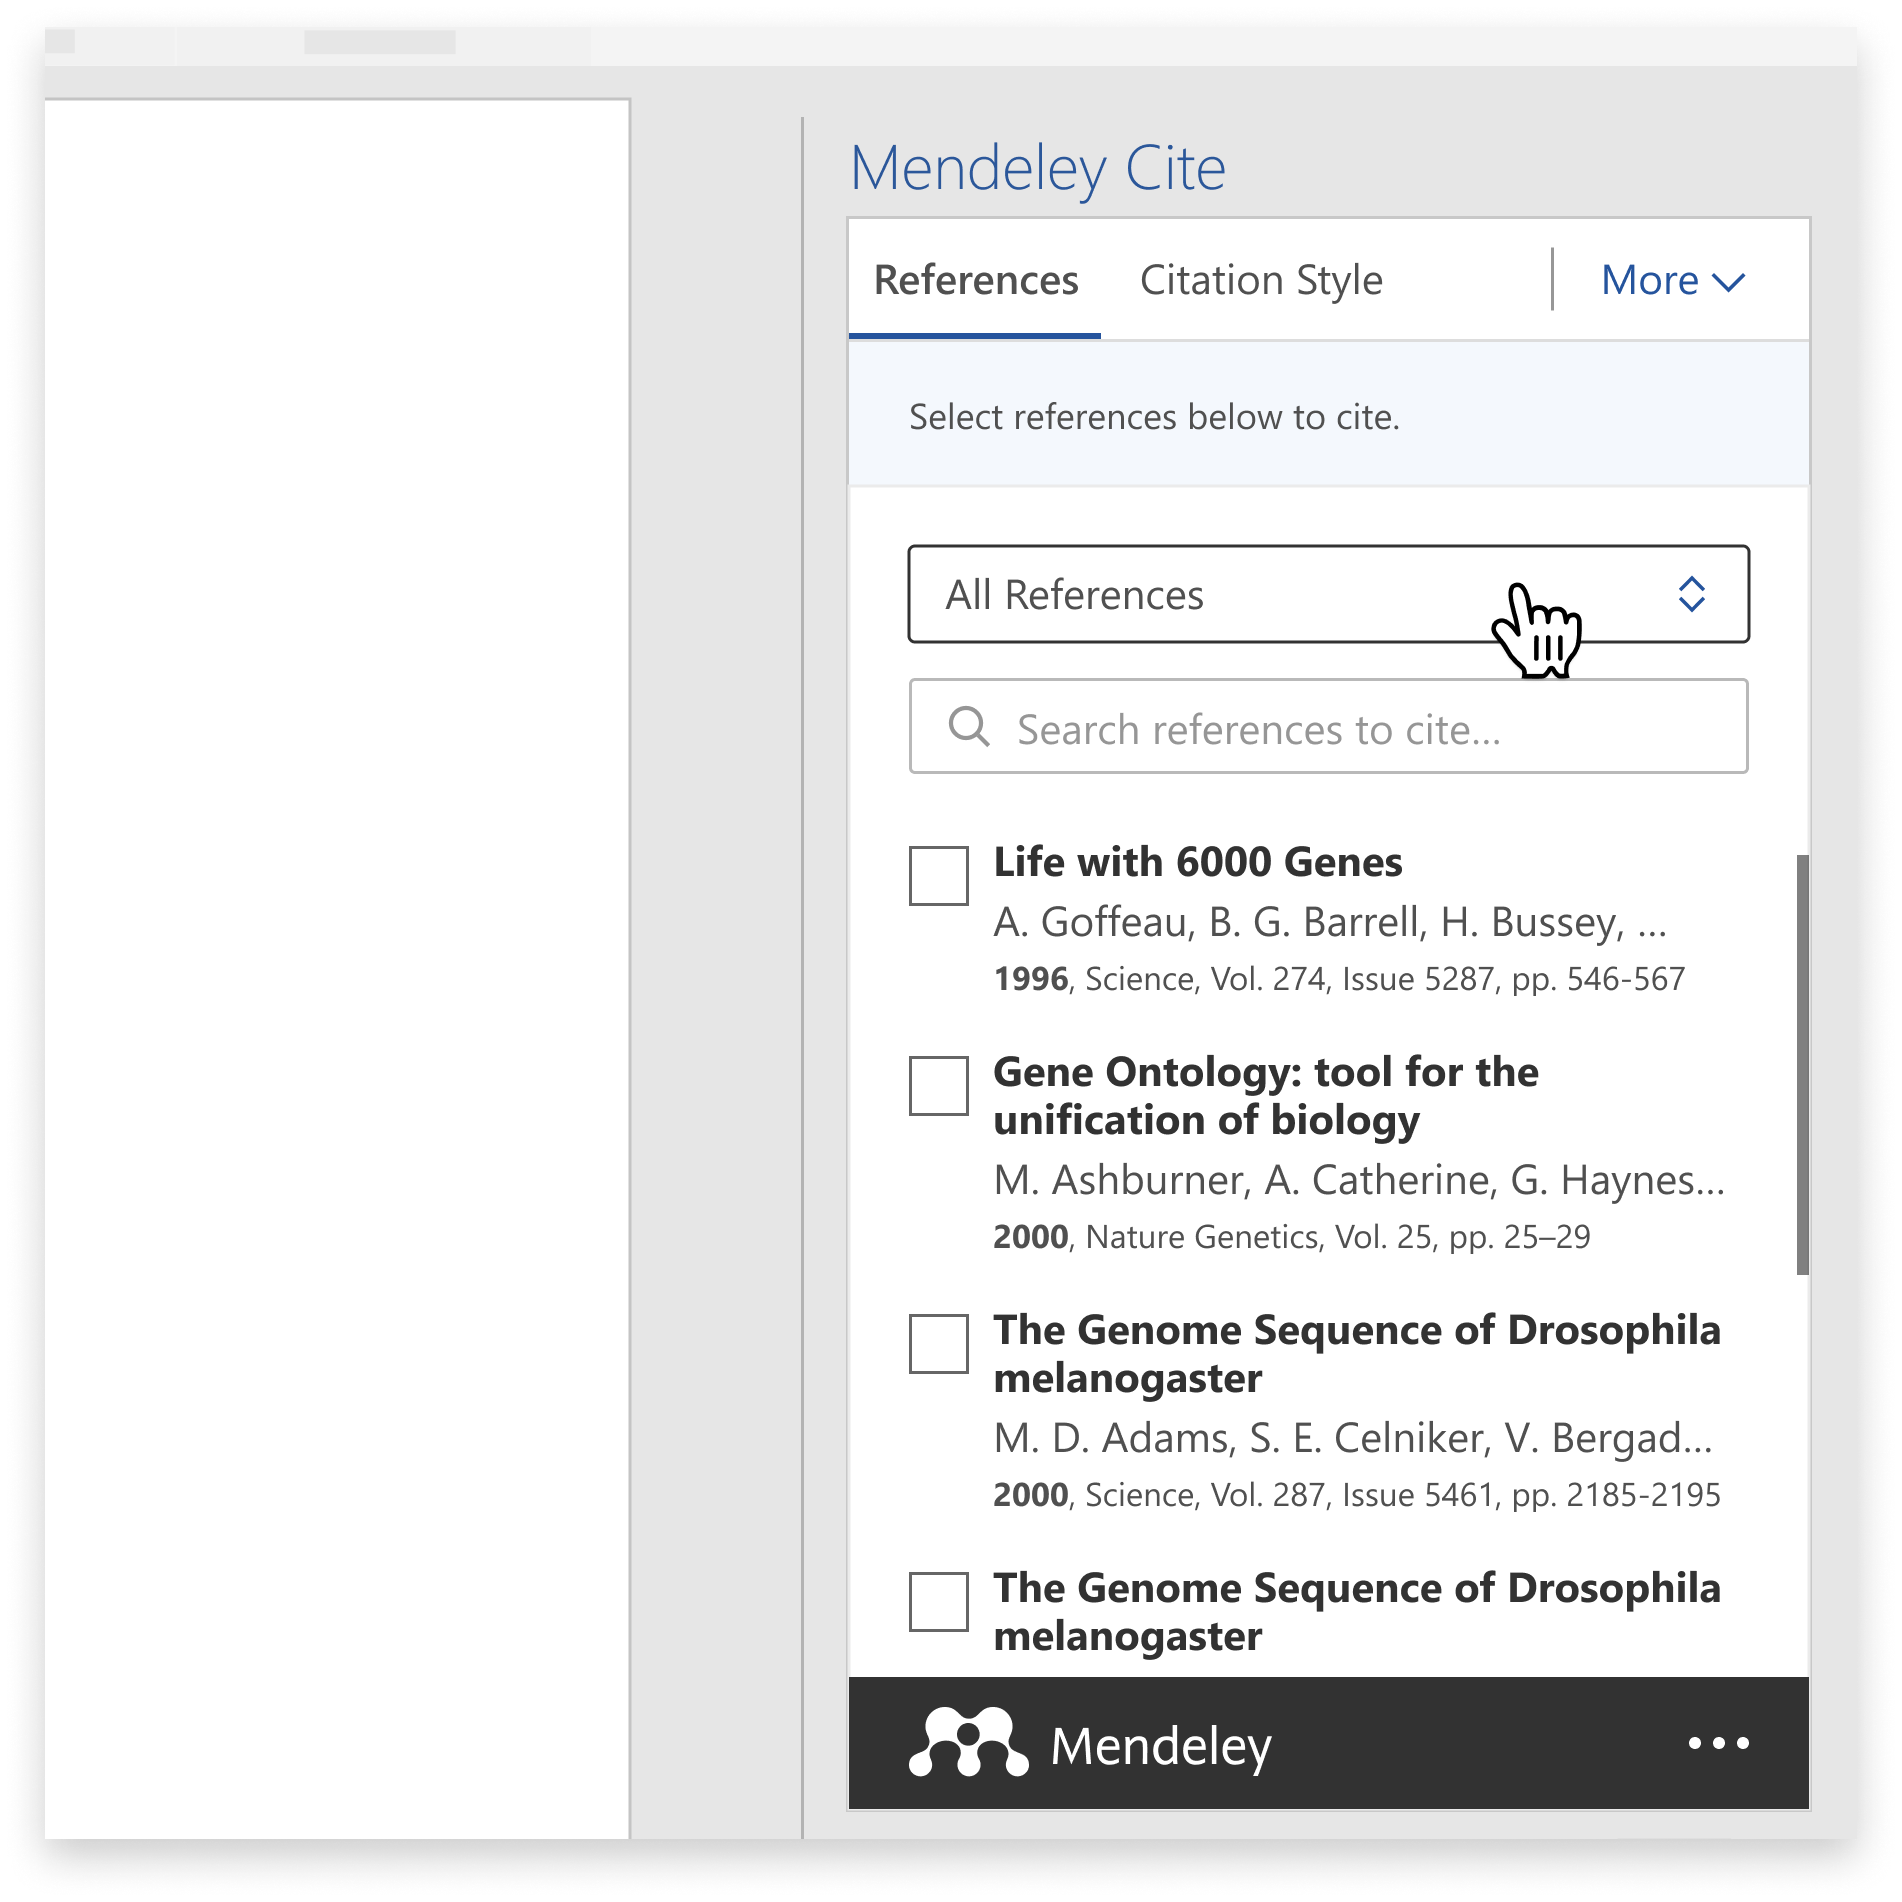 Mendeley Cite
References
Citation Style
More
Select references below to cite.
All References
Search references to cite...
Life with 6000 Genes
A. Goffeau, B. G. Barrell, H. Bussey, ...
1996, Science, Vol. 274, Issue 5287, pp. 546-567
Gene Ontology: tool for the
unification of biology
M. Ashburner, A. Catherine, G. Haynes...
2000, Nature Genetics, Vol. 25, pp. 25–29
The Genome Sequence of Drosophila
melanogaster
M. D. Adams, S. E. Celniker, V. Bergad...
2000, Science, Vol. 287, Issue 5461, pp. 2185-2195
The Genome Sequence of Drosophila
melanogaster
Mendeley